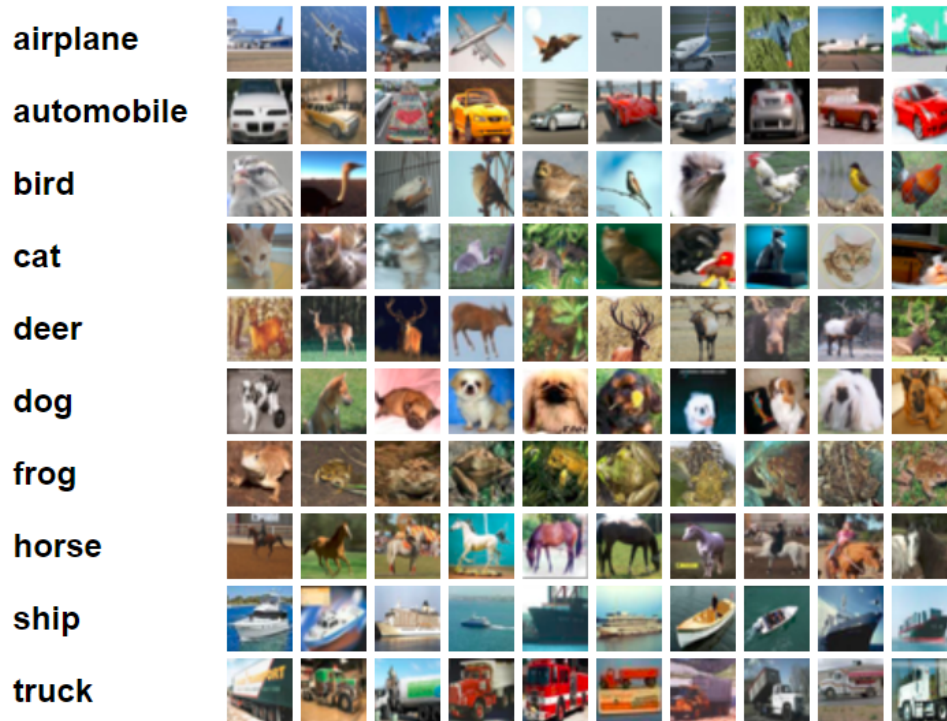 airplane
automobile
bird
cat
deer
dog
frog
horse
ship
truck